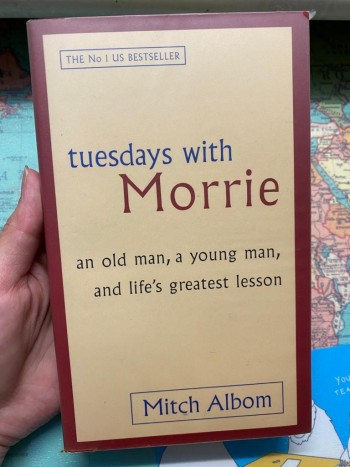 THE No 1 US BESTSELLER
tuesdays with
Morrie
an old man, a young man,
and life's greatest lesson
Mitch Albom